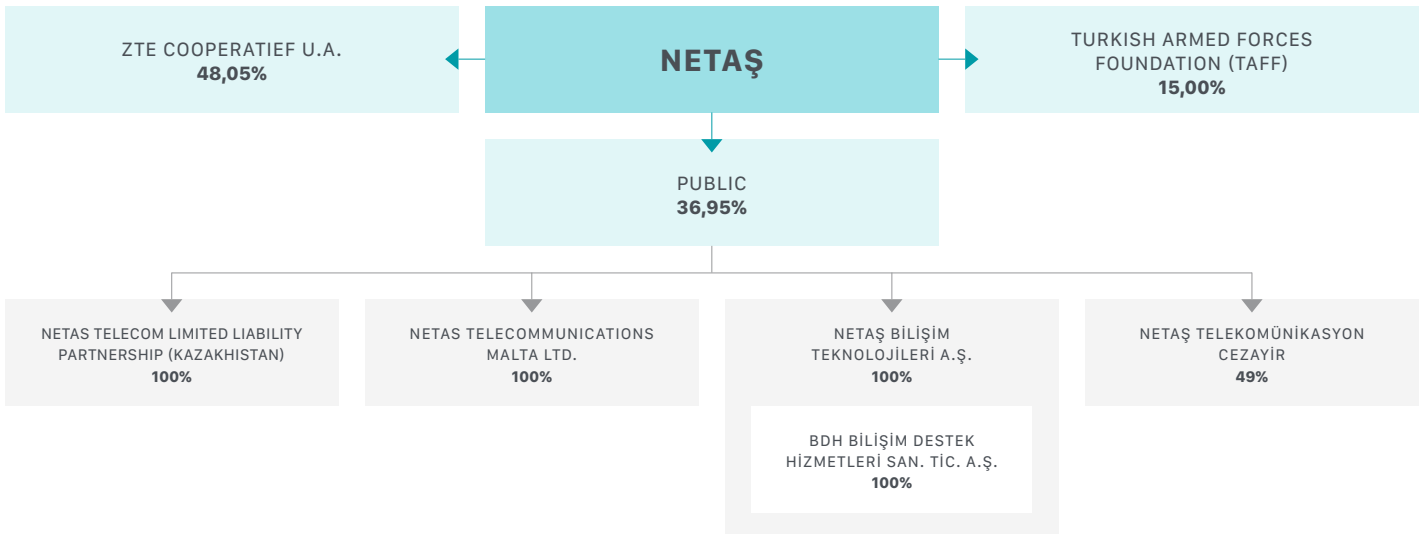 ZTE COOPERATIEF U.A.
48,05%
NETAŞ
TURKISH ARMED FORCES
FOUNDATION (TAFF)
15,00%
PUBLIC
36,95%
NETAS TELECOM LIMITED LIABILITY
PARTNERSHIP (KAZAKHISTAN)
100%
NETAS TELECOMMUNICATIONS
MALTA LTD.
100%
NETAŞ BİLİŞİM
TEKNOLOJİLERİ A.Ş.
100%
BDH BİLİŞİM DESTEK
HİZMETLERİ SAN. TİC. A.Ş.
100%
NETAŞ TELEKOMÜNİKASYON
CEZAYİR
49%